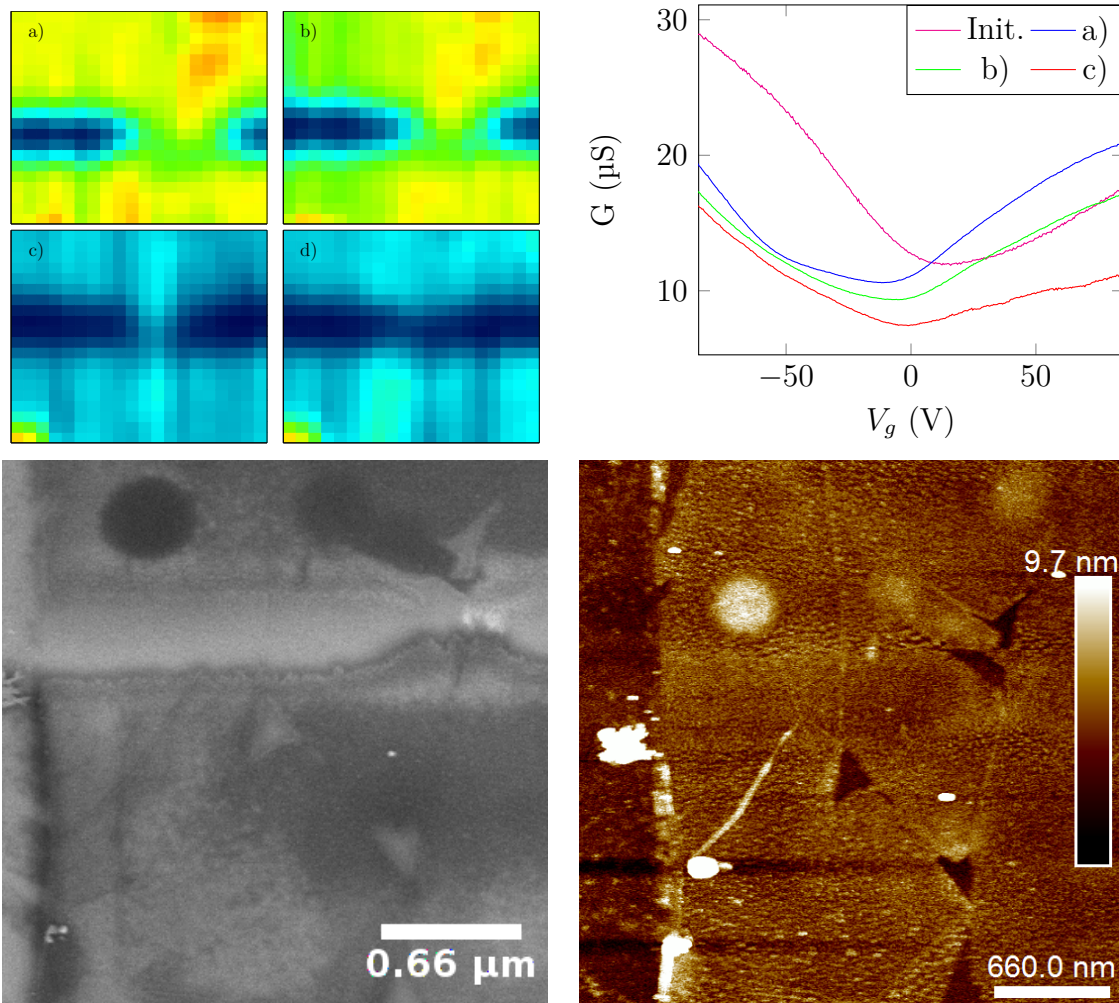 a)
b)
c)
d)
30
20
10
G (µS)
Init.
a)
b)
c)
−50
0
50
V_g (V)
0.66 µm
9.7 nm
660.0 nm